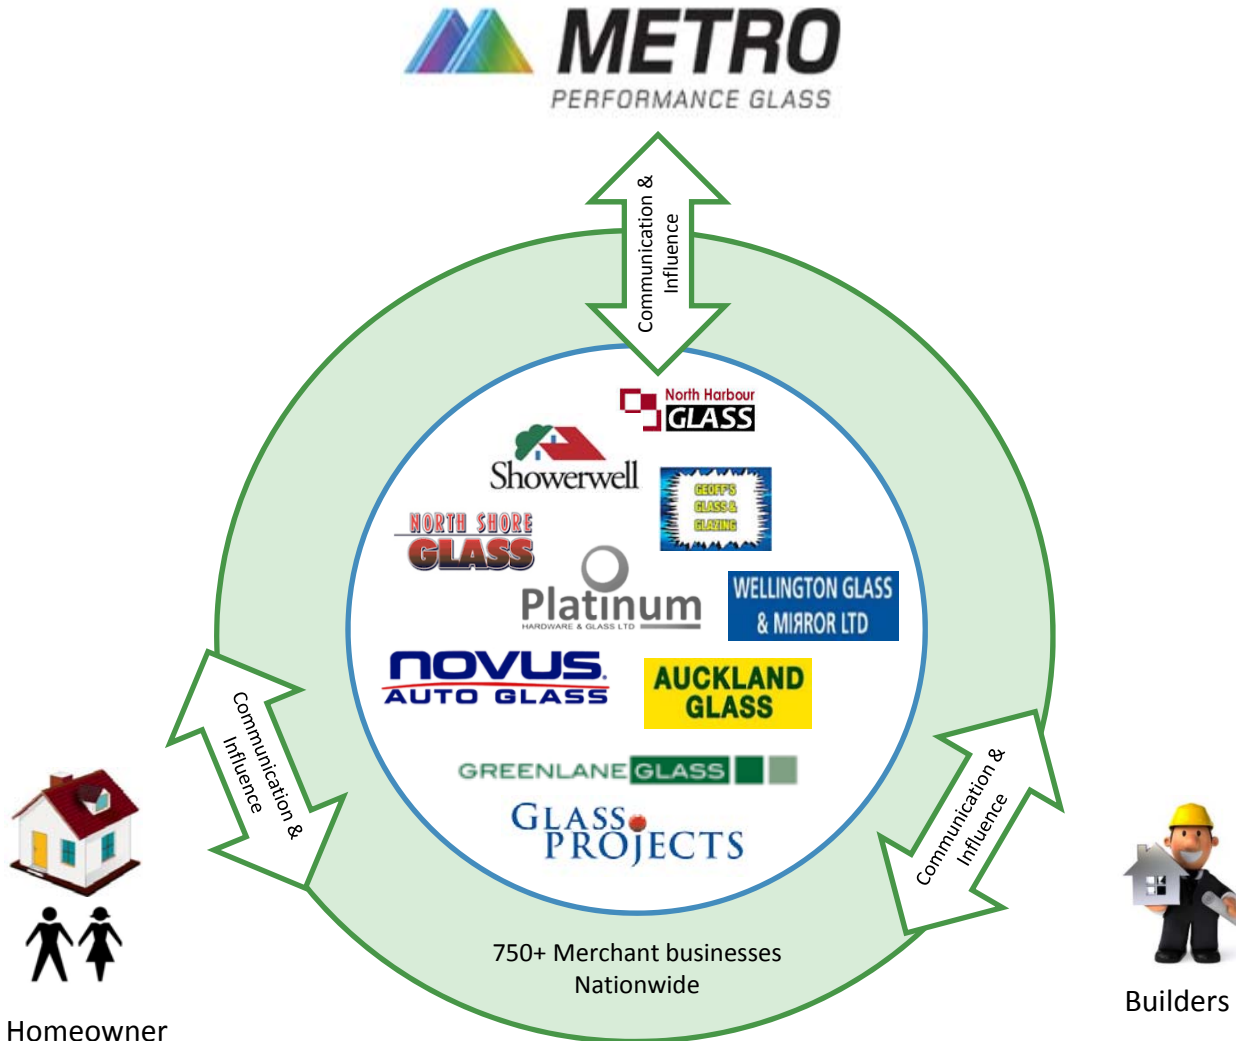 METRO
PERFORMANCE GLASS
Communication &
Influence
North Harbour
GLASS
Showerwell
GEOFF'S
GLASS &
GLAZING
NORTH SHORE
GLASS
Platinum
HARDWARE & GLASS LTD
WELLINGTON GLASS
& MIЯROR LTD
NOVUS.
AUTO GLASS
AUCKLAND
GLASS
Communication &
Influence
Communication &
Influence
GREENLANE GLASS
GLASS
PROJECTS
750+ Merchant businesses
Nationwide
Homeowner
Builders